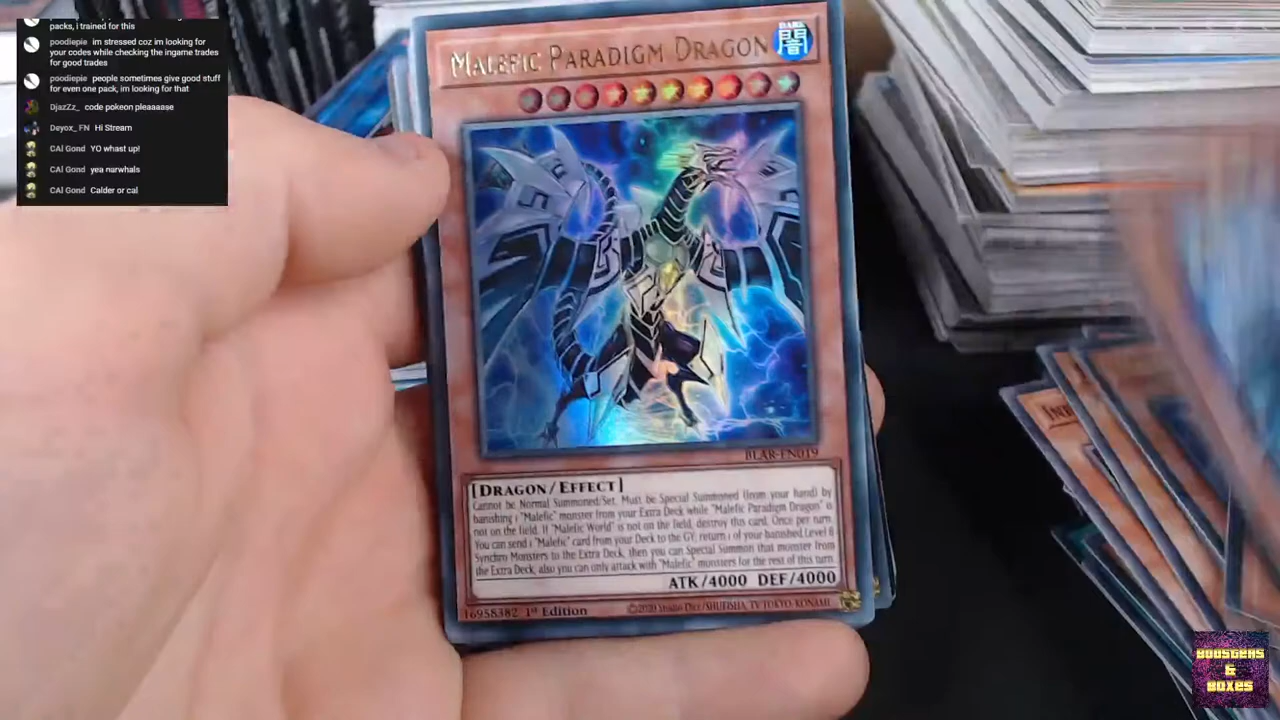 packs, i trained for this
poodiepie im stressed coz im looking for
your codes while checking the ingame trades
for good trades
poodiepie people sometimes give good stuff
for even one pack, im looking for that
DjazZz_ code pokeon pleaaaase
Deyox_ FN Hi Stream
CAl Gond YO whast up!
CAl Gond yea nurwhals
CAl Gond Calder or cal
MALEFIC PARADIGM DRAGON
DARK
闇
BLAR-EN019
[DRAGON/EFFECT]
Cannot be Normal Summoned/Set. Must be Special Summoned (from your hand) by
banishing 1 "Malefic" monster from your Extra Deck while "Malefic Paradigm Dragon" is
not on the field. If "Malefic World" is not on the field, destroy this card. Once per turn:
You can send 1 "Malefic" card from your Deck to the GY; return 1 of your banished Level 8
Synchro Monsters to the Extra Deck, then you can Special Summon that monster from
the Extra Deck, also you can only attack with "Malefic" monsters for the rest of this turn.
ATK/4000 DEF/4000
16958382 1st Edition
©2020 Studio Dice/SHUEISHA, TV TOKYO, KONAMI
BOOSTERS
&
BOXES